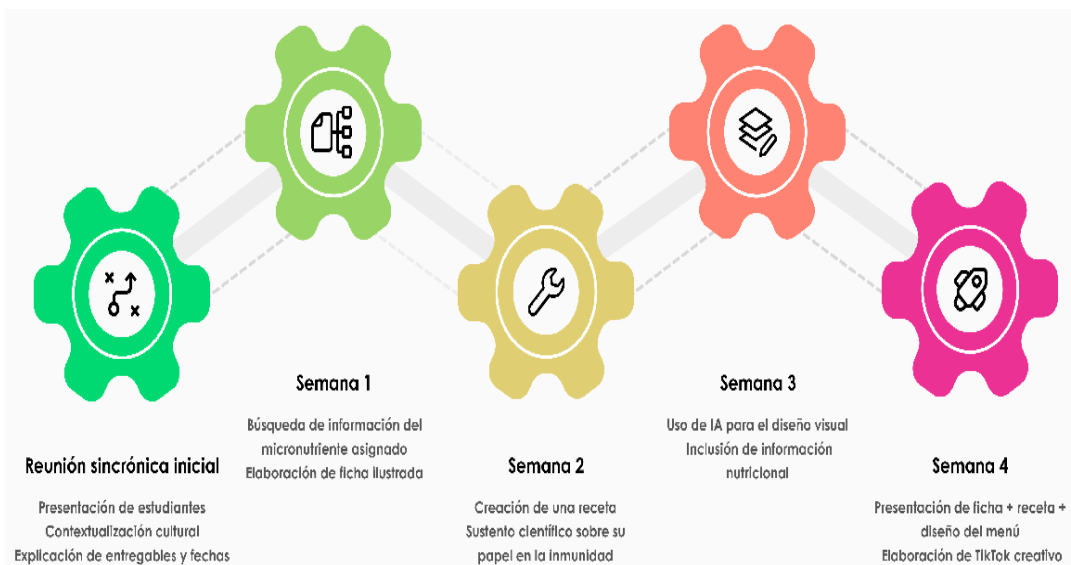 Reunión sincrónica inicial
Presentación de estudiantes
Contextualización cultural
Explicación de entregables y fechas
Semana 1
Búsqueda de información del
micronutriente asignado
Elaboración de ficha ilustrada
Semana 2
Creación de una receta
Sustento científico sobre su
papel en la inmunidad
Semana 3
Uso de IA para el diseño visual
Inclusión de información
nutricional
Semana 4
Presentación de ficha + receta +
diseño del menú
Elaboración de TikTok creativo